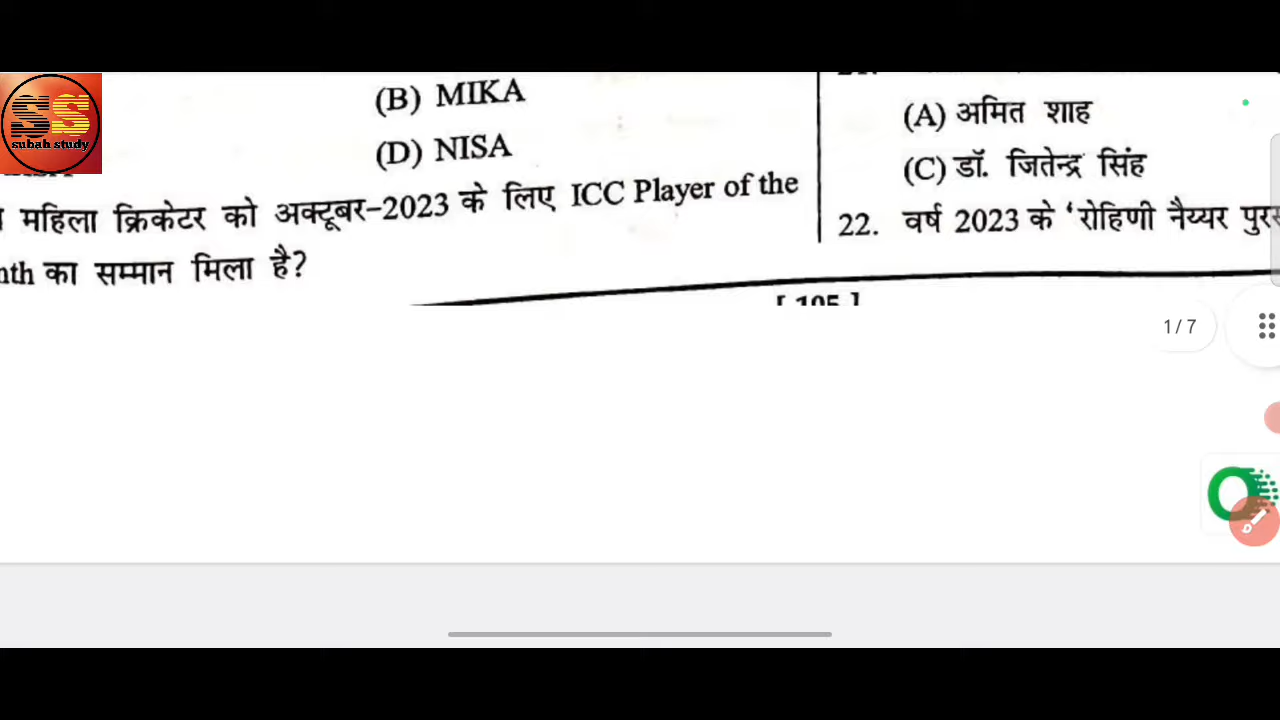 SS
subah study
(B) MIKA
(D) NISA
महिला क्रिकेटर को अक्टूबर-2023 के लिए ICC Player of the
nth का सम्मान मिला है?
(A) अमित शाह
(C) डॉ. जितेन्द्र सिंह
22. वर्ष 2023 के 'रोहिणी नैय्यर
[ 105 ]
1 / 7